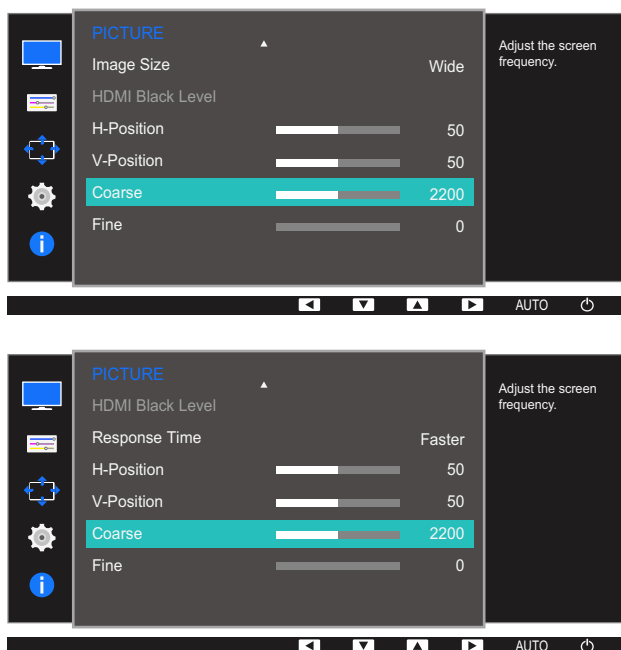 PICTURE
Image Size Wide
HDMI Black Level
H-Position 50
V-Position 50
Coarse 2200
Fine 0
Adjust the screen
frequency.
AUTO
PICTURE
HDMI Black Level
Response Time Faster
H-Position 50
V-Position 50
Coarse 2200
Fine 0
Adjust the screen
frequency.
AUTO